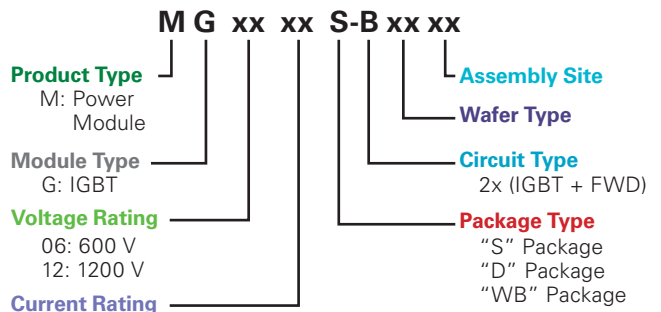 M G xx xx S-B xx xx
Product Type
M: Power
Module
Module Type
G: IGBT
Voltage Rating
06: 600 V
12: 1200 V
Current Rating
Assembly Site
Wafer Type
Circuit Type
2x (IGBT + FWD)
Package Type
“S” Package
“D” Package
“WB” Package